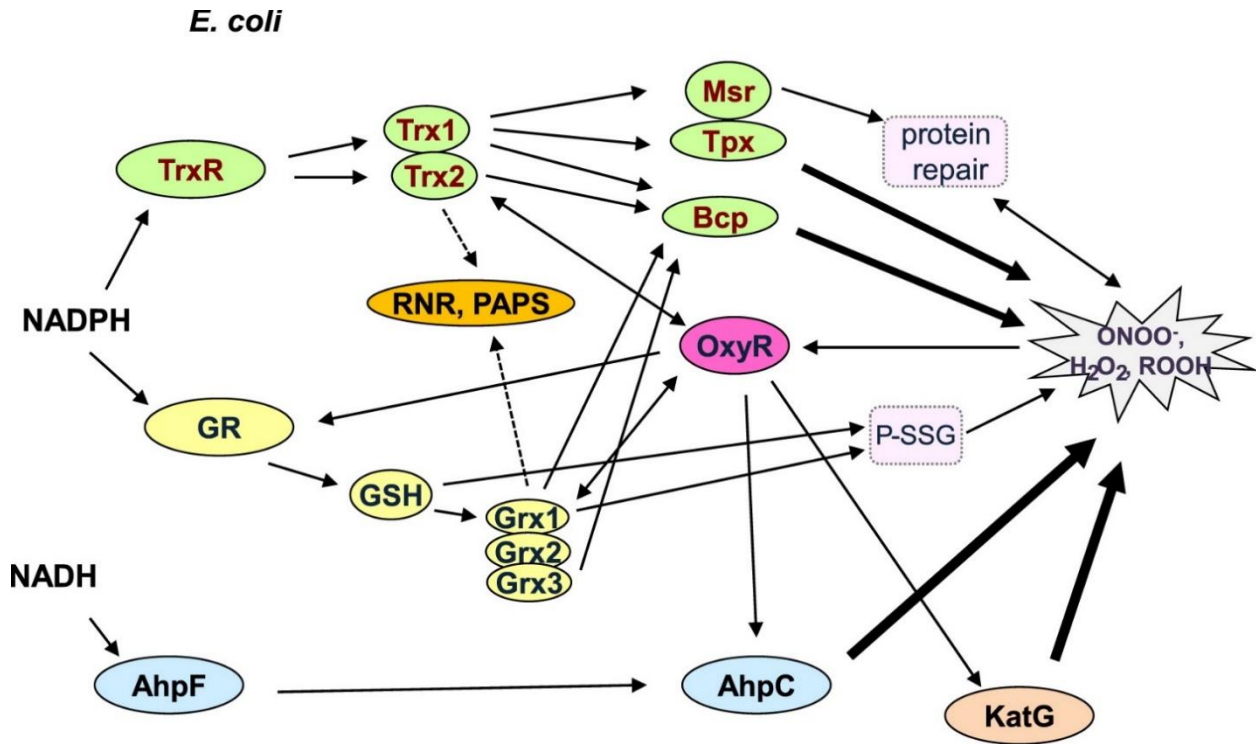 E. coli
Msr
Trx1
Tpx
protein
repair
TrxR
Trx2
Bcp
RNR, PAPS
NADPH
OxyR
ONOO⁻,
H₂O₂, ROOH
GR
P-SSG
GSH
Grx1
Grx2
Grx3
NADH
AhpF
AhpC
KatG